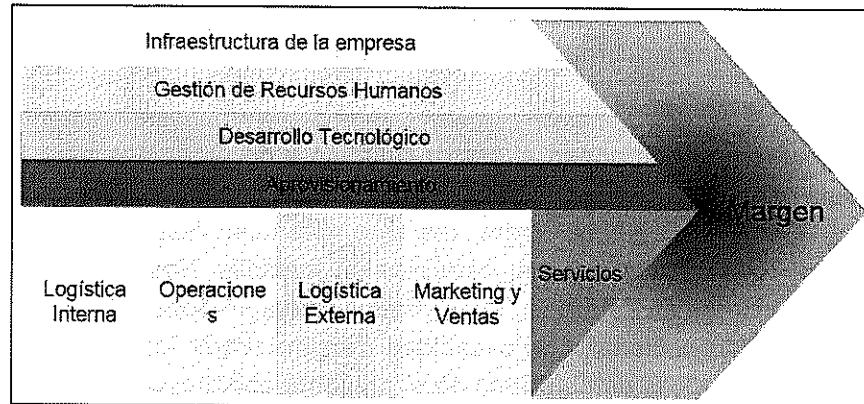 Infraestructura de la empresa
Gestión de Recursos Humanos
Desarrollo Tecnológico
Aprovisionamiento
Margen
Logística
Interna
Operacione
s
Logística
Externa
Marketing y
Ventas
Servicios